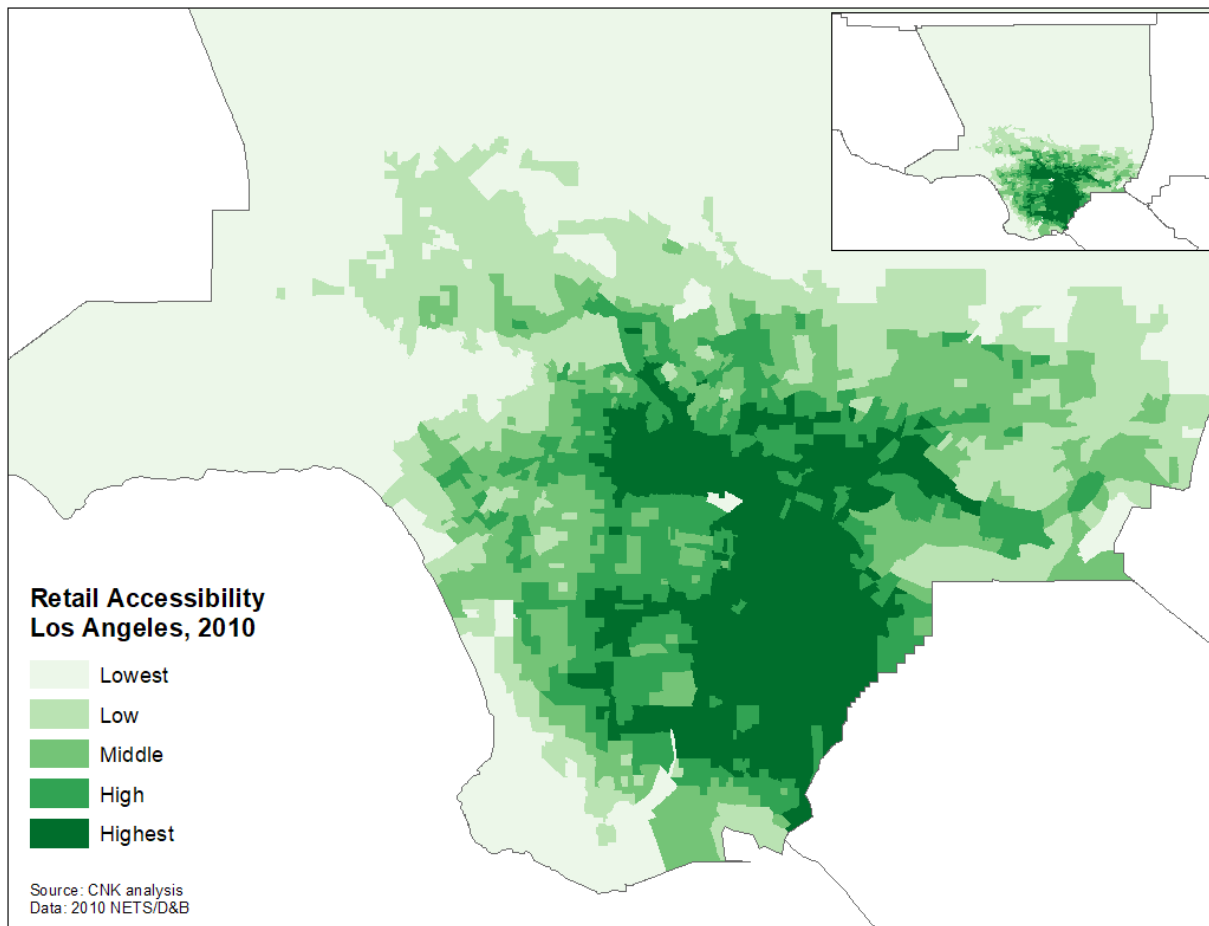 Retail Accessibility
Los Angeles, 2010
Lowest
Low
Middle
High
Highest
Source: CNK analysis
Data: 2010 NETS/D&B